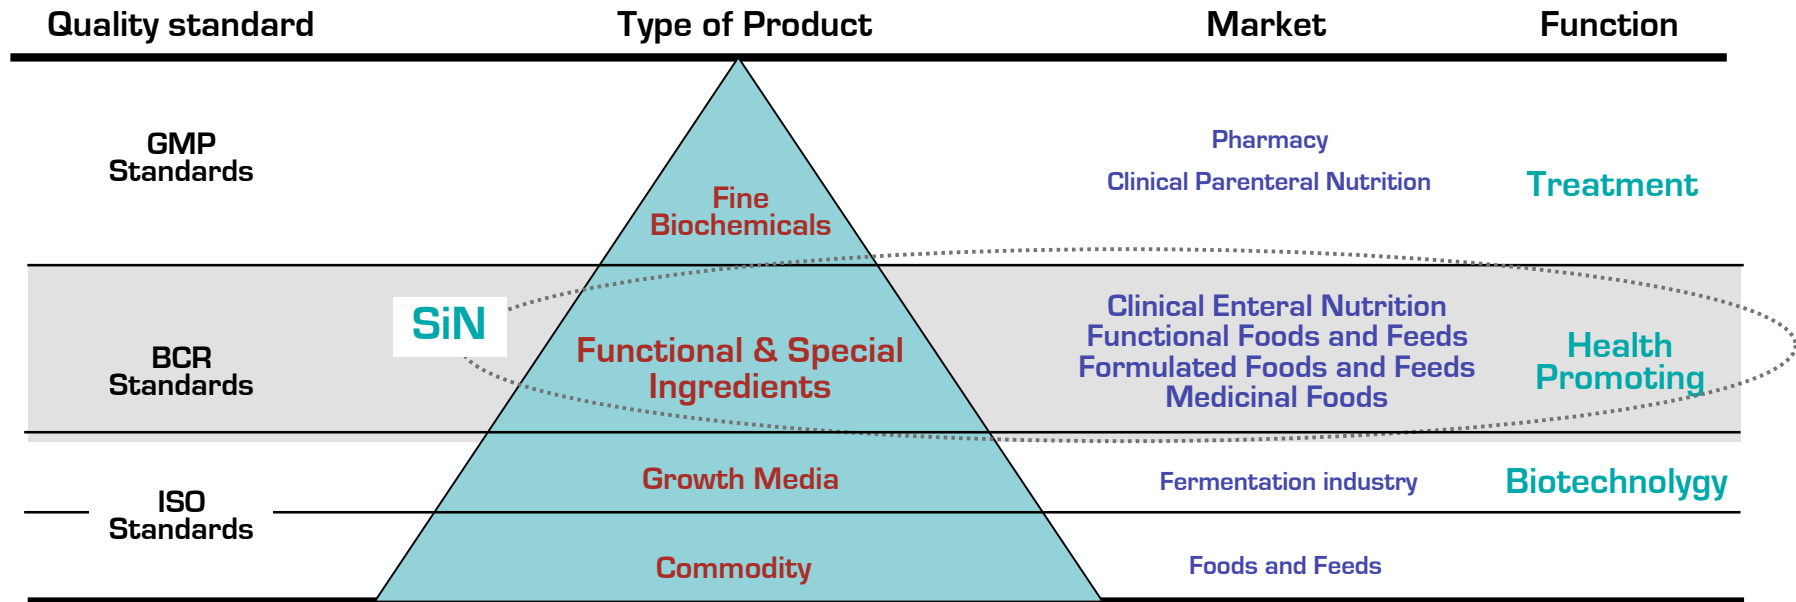 Quality standard
Type of Product
Market
Function
GMP
Standards
Fine
Biochemicals
Pharmacy
Clinical Parenteral Nutrition
Treatment
SiN
BCR
Standards
Functional & Special
Ingredients
Clinical Enteral Nutrition
Functional Foods and Feeds
Formulated Foods and Feeds
Medicinal Foods
Health
Promoting
ISO
Standards
Growth Media
Fermentation industry
Biotechnolygy
Commodity
Foods and Feeds